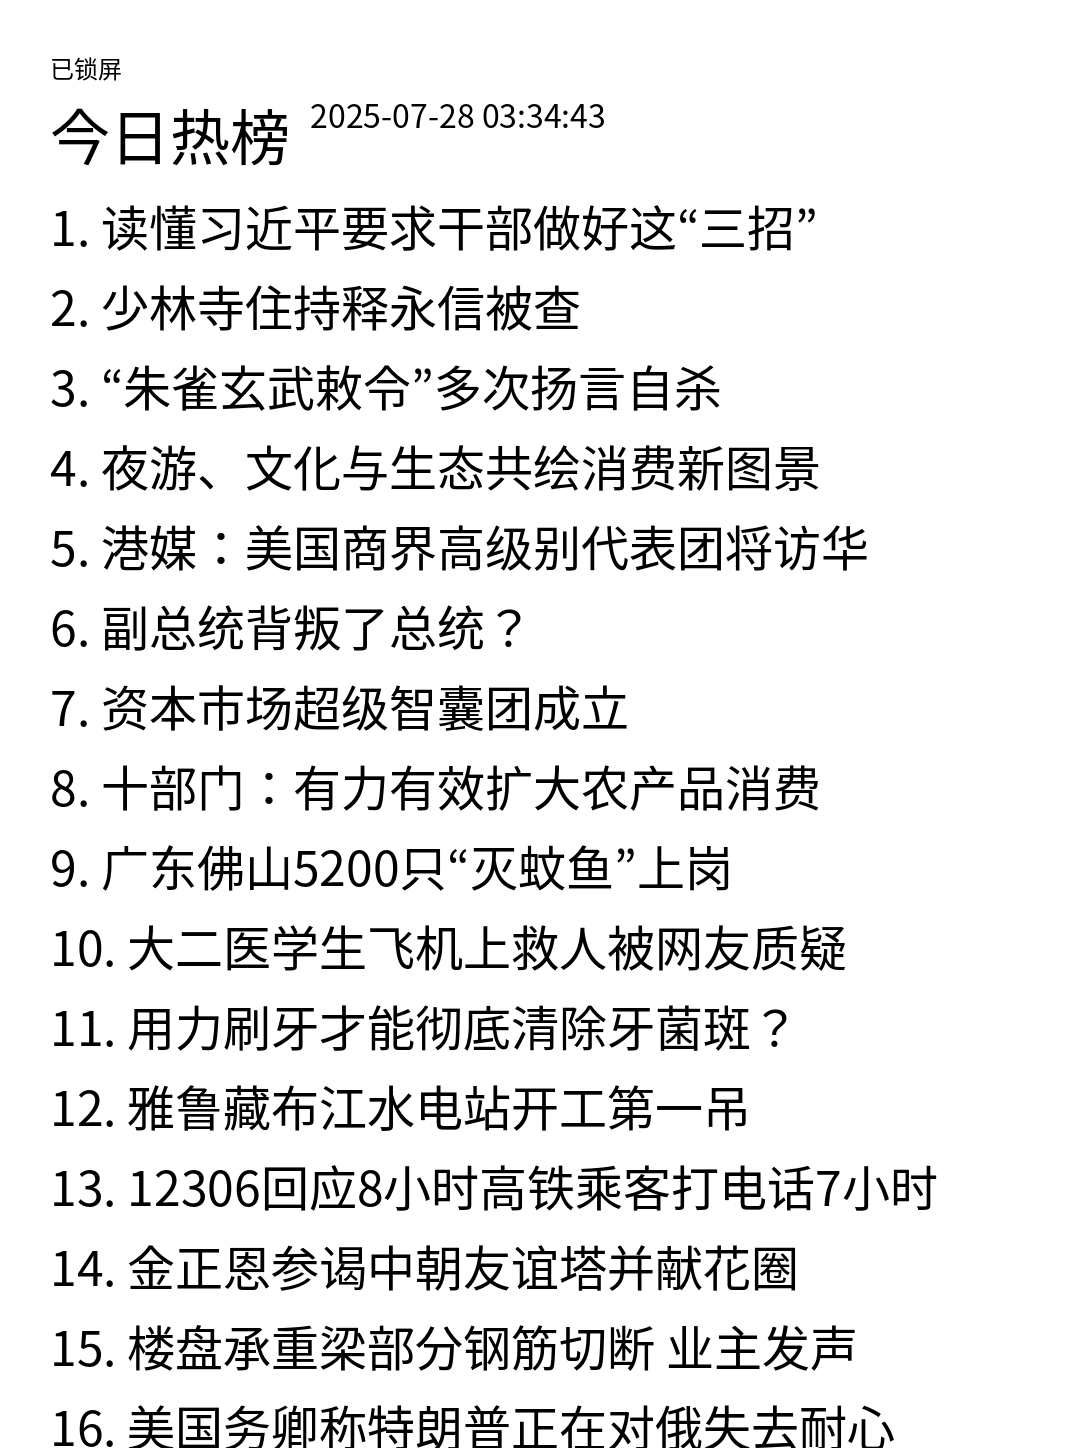 已锁屏
今日热榜 2025-07-28 03:34:43
1. 读懂习近平要求干部做好这“三招”
2. 少林寺住持释永信被查
3. “朱雀玄武敕令”多次扬言自杀
4. 夜游、文化与生态共绘消费新图景
5. 港媒：美国商界高级别代表团将访华
6. 副总统背叛了总统？
7. 资本市场超级智囊团成立
8. 十部门：有力有效扩大农产品消费
9. 广东佛山5200只“灭蚊鱼”上岗
10. 大二医学生飞机上救人被网友质疑
11. 用力刷牙才能彻底清除牙菌斑？
12. 雅鲁藏布江水电站开工第一吊
13. 12306回应8小时高铁乘客打电话7小时
14. 金正恩参谒中朝友谊塔并献花圈
15. 楼盘承重梁部分钢筋切断 业主发声
16. 美国务卿称特朗普正在对俄失去耐心